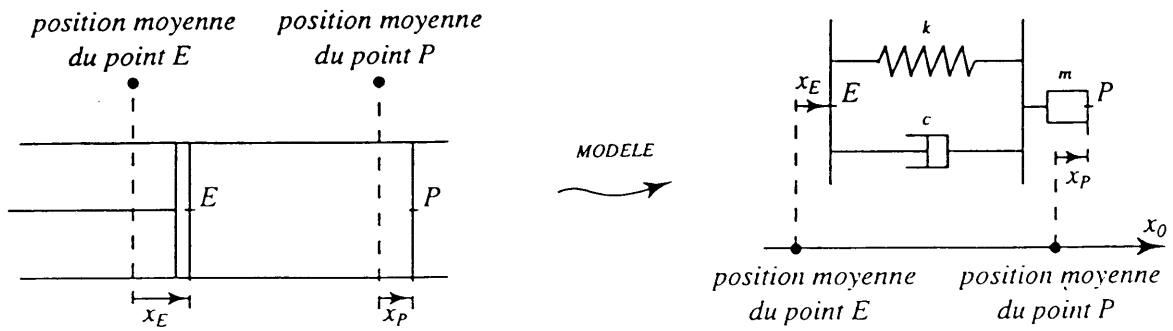 position moyenne
du point E
position moyenne
du point P
E
P
x_E
x_P
MODELE
k
x_E
E
c
m
P
x_P
x_0
position moyenne
du point E
position moyenne
du point P